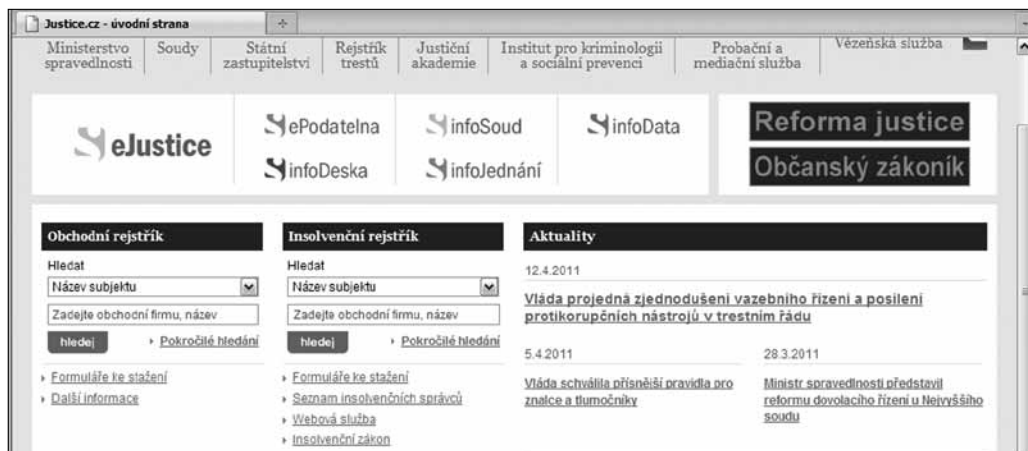 Justice.cz - úvodní strana
Ministerstvo spravedlnosti
Soudy
Státní zastupitelství
Rejstřík trestů
Justiční akademie
Institut pro kriminologii a sociální prevenci
Probační a mediační služba
Vězeňská služba
eJustice
ePodatelna
infoSoud
infoData
infoDeska
infoJednání
Reforma justice
Občanský zákoník
Obchodní rejstřík
Hledat
Název subjektu
Zadejte obchodní firmu, název
hledej
Pokročilé hledání
Formuláře ke stažení
Další informace
Insolvenční rejstřík
Hledat
Název subjektu
Zadejte obchodní firmu, název
hledej
Pokročilé hledání
Formuláře ke stažení
Seznam insolvenčních správců
Webová služba
Insolvenční zákon
Aktuality
12.4.2011
Vláda projedná zjednodušení vazebního řízení a posílení
protikorupčních nástrojů v trestním řádu
5.4.2011
Vláda schválila přísnější pravidla pro
znalce a tlumočníky
28.3.2011
Ministr spravedlnosti představil
reformu dovolacího řízení u Nejvyššího
soudu